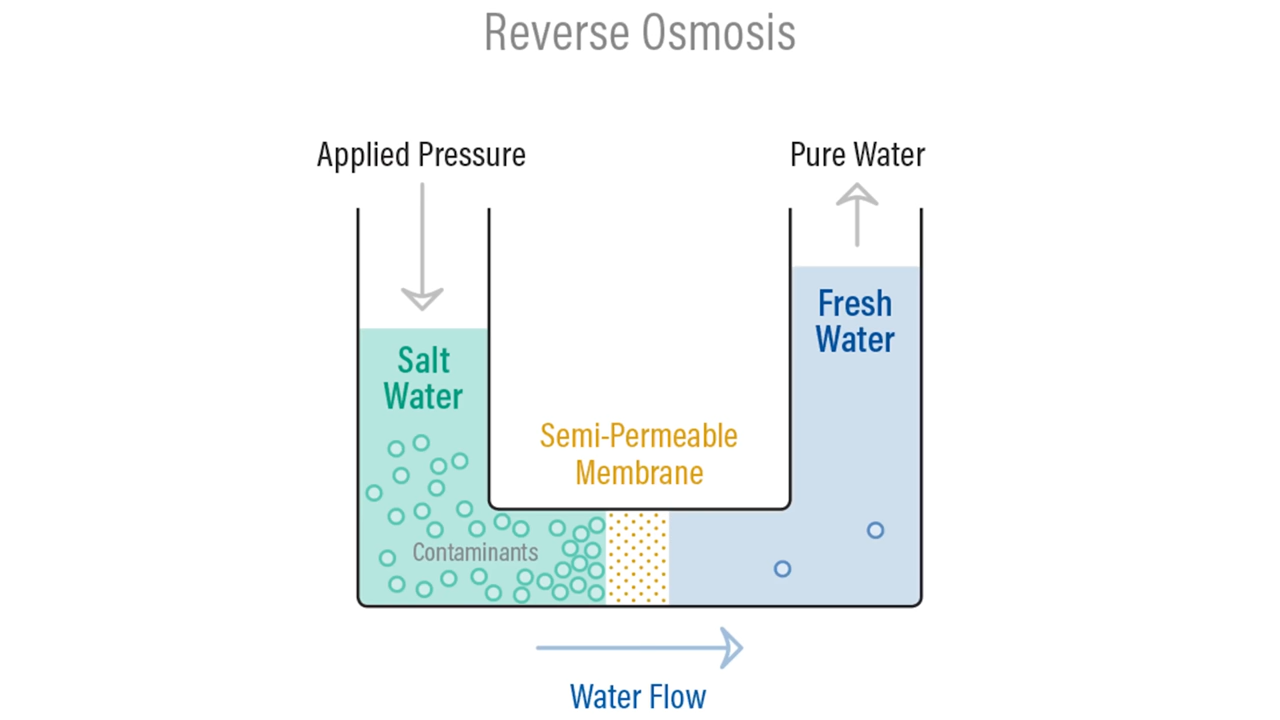 Reverse Osmosis
Applied Pressure
Pure Water
Fresh
Water
Salt
Water
Semi-Permeable
Membrane
Contaminants
Water Flow